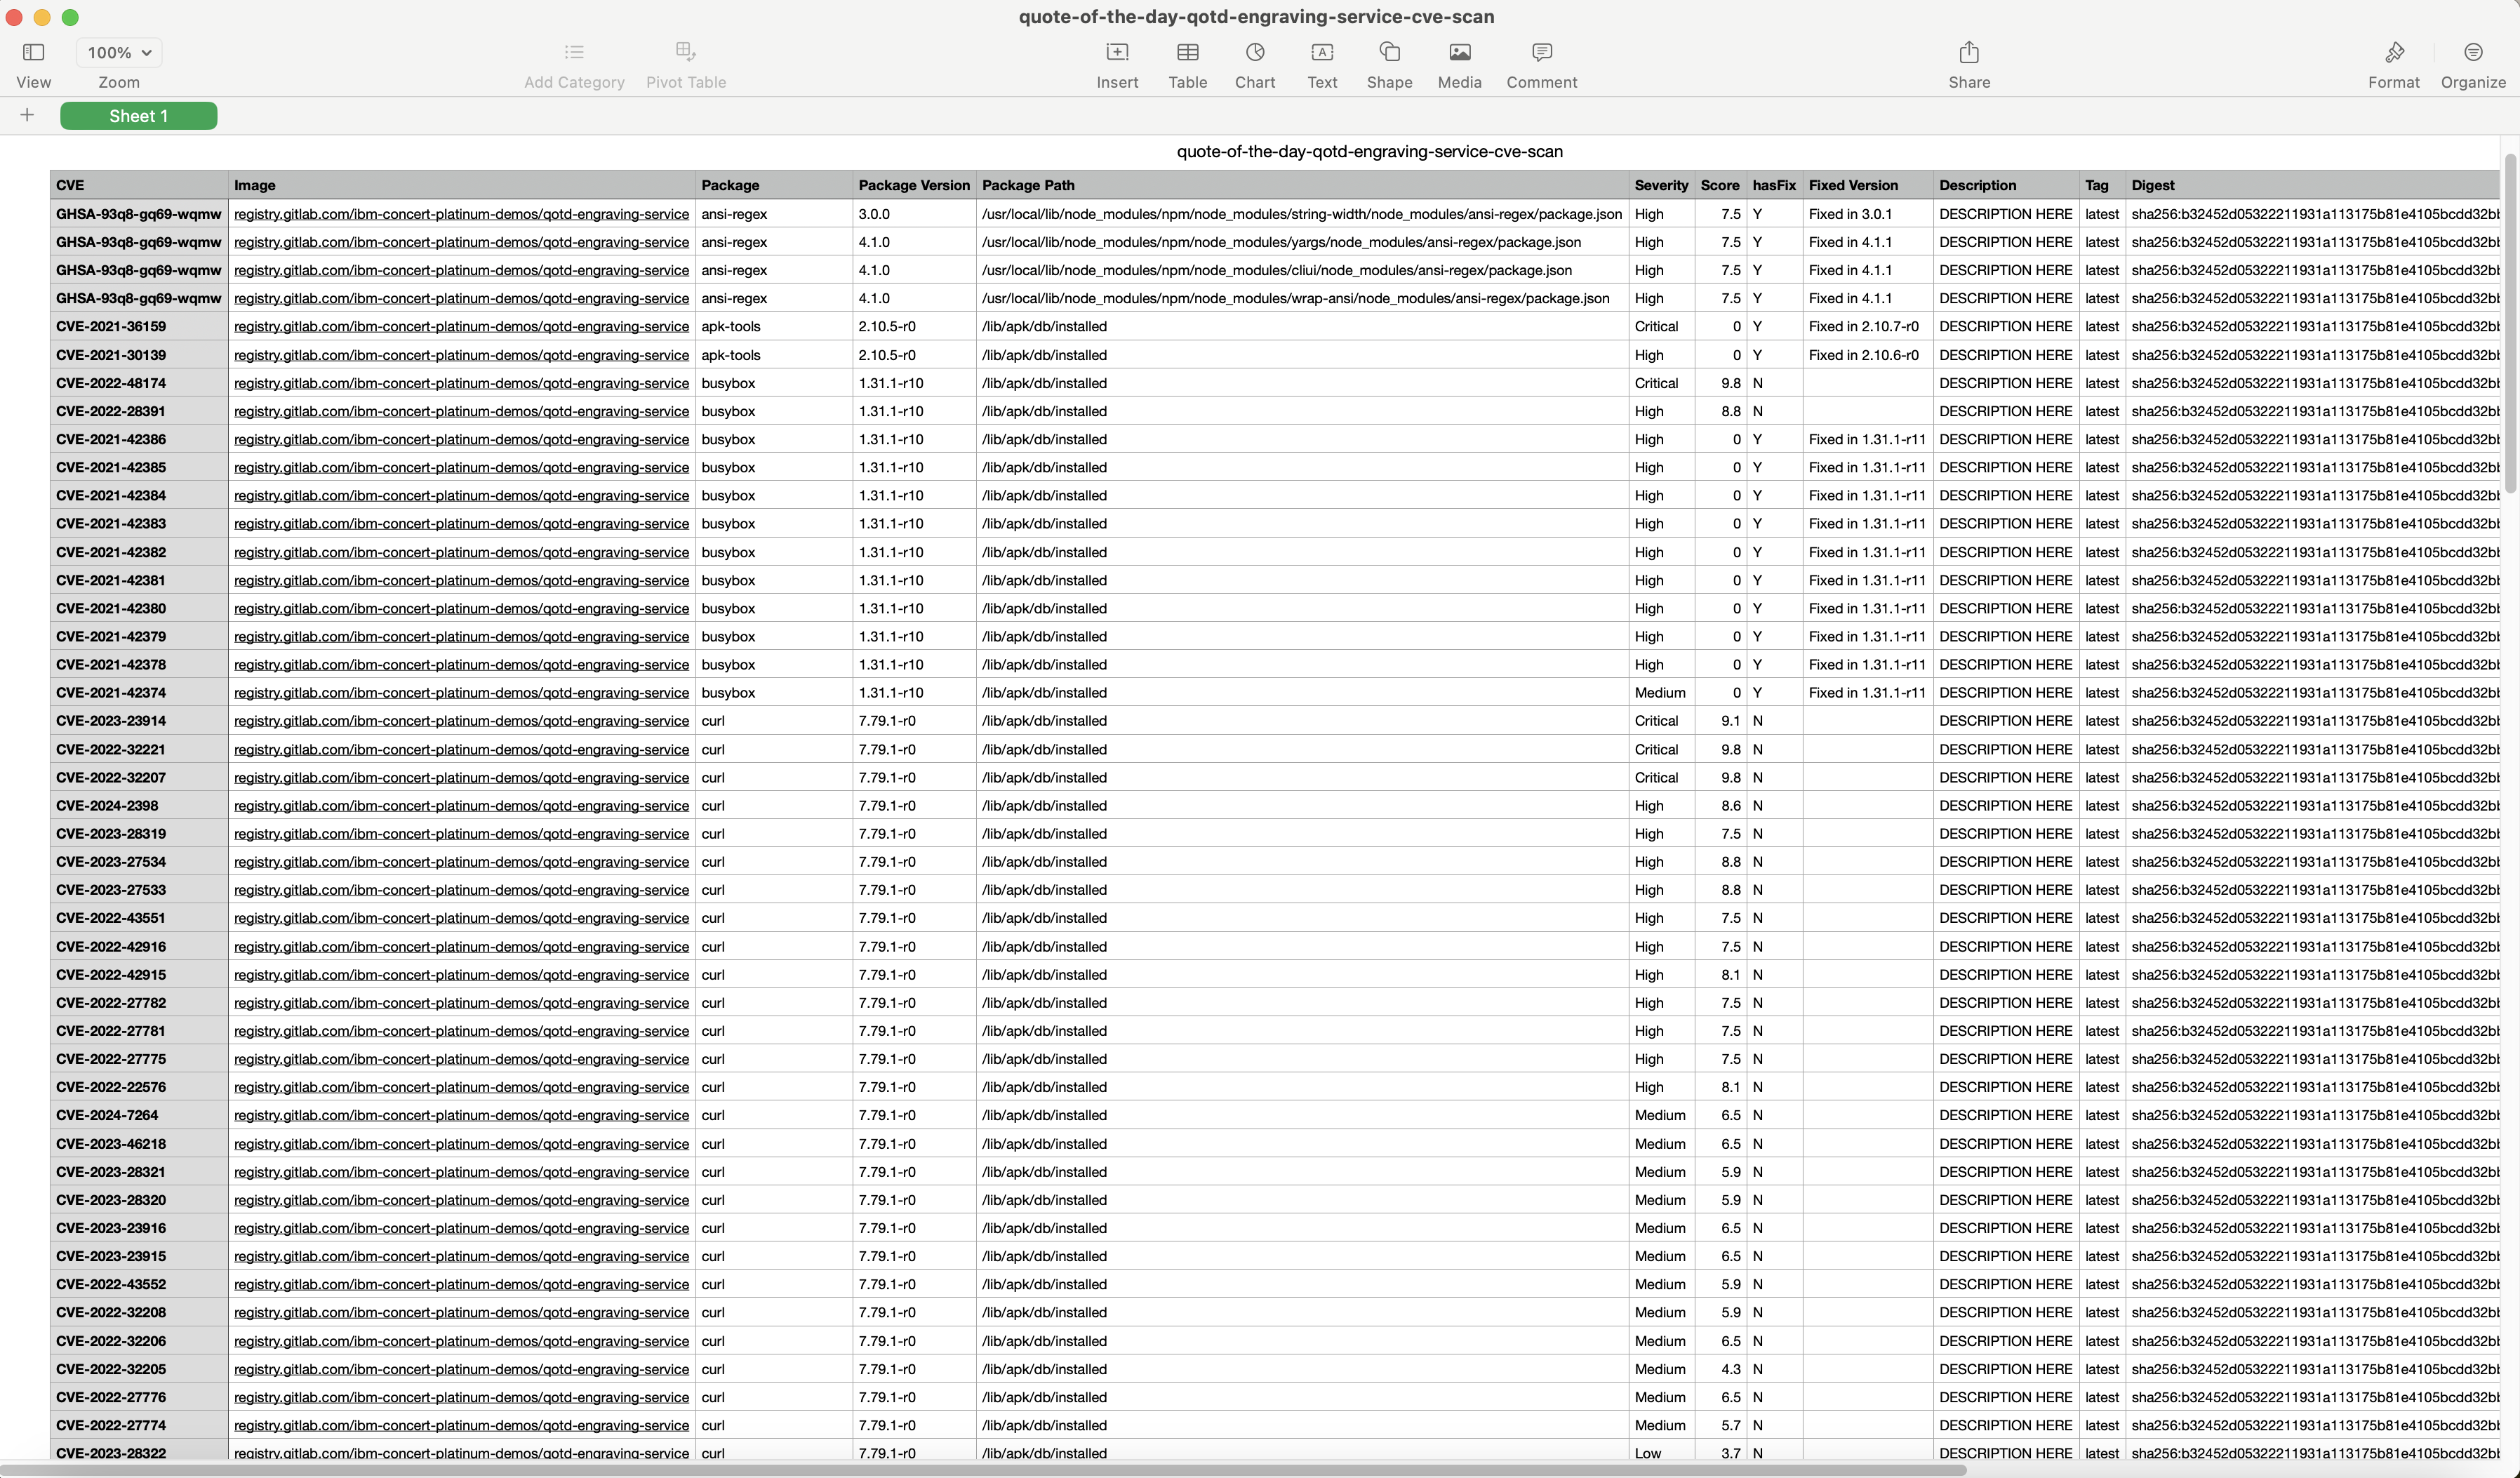 quote-of-the-day-qotd-engraving-service-cve-scan
100%
View Zoom Add Category Pivot Table Insert Table Chart Text Shape Media Comment Share Format Organize
+ Sheet 1
quote-of-the-day-qotd-engraving-service-cve-scan
CVE Image Package Package Version Package Path Severity Score hasFix Fixed Version Description Tag Digest
GHSA-93q8-gq69-wqmw registry.gitlab.com/ibm-concert-platinum-demos/qotd-engraving-service ansi-regex 3.0.0 /usr/local/lib/node_modules/npm/node_modules/string-width/node_modules/ansi-regex/package.json High 7.5 Y Fixed in 3.0.1 DESCRIPTION HERE latest sha256:b32452d05322211931a113175b81e4105bcdd32bb
GHSA-93q8-gq69-wqmw registry.gitlab.com/ibm-concert-platinum-demos/qotd-engraving-service ansi-regex 4.1.0 /usr/local/lib/node_modules/npm/node_modules/yargs/node_modules/ansi-regex/package.json High 7.5 Y Fixed in 4.1.1 DESCRIPTION HERE latest sha256:b32452d05322211931a113175b81e4105bcdd32bb
GHSA-93q8-gq69-wqmw registry.gitlab.com/ibm-concert-platinum-demos/qotd-engraving-service ansi-regex 4.1.0 /usr/local/lib/node_modules/npm/node_modules/cliui/node_modules/ansi-regex/package.json High 7.5 Y Fixed in 4.1.1 DESCRIPTION HERE latest sha256:b32452d05322211931a113175b81e4105bcdd32bb
GHSA-93q8-gq69-wqmw registry.gitlab.com/ibm-concert-platinum-demos/qotd-engraving-service ansi-regex 4.1.0 /usr/local/lib/node_modules/npm/node_modules/wrap-ansi/node_modules/ansi-regex/package.json High 7.5 Y Fixed in 4.1.1 DESCRIPTION HERE latest sha256:b32452d05322211931a113175b81e4105bcdd32bb
CVE-2021-36159 registry.gitlab.com/ibm-concert-platinum-demos/qotd-engraving-service apk-tools 2.10.5-r0 /lib/apk/db/installed Critical 0 Y Fixed in 2.10.7-r0 DESCRIPTION HERE latest sha256:b32452d05322211931a113175b81e4105bcdd32bb
CVE-2021-30139 registry.gitlab.com/ibm-concert-platinum-demos/qotd-engraving-service apk-tools 2.10.5-r0 /lib/apk/db/installed High 0 Y Fixed in 2.10.6-r0 DESCRIPTION HERE latest sha256:b32452d05322211931a113175b81e4105bcdd32bb
CVE-2022-48174 registry.gitlab.com/ibm-concert-platinum-demos/qotd-engraving-service busybox 1.31.1-r10 /lib/apk/db/installed Critical 9.8 N DESCRIPTION HERE latest sha256:b32452d05322211931a113175b81e4105bcdd32bb
CVE-2022-28391 registry.gitlab.com/ibm-concert-platinum-demos/qotd-engraving-service busybox 1.31.1-r10 /lib/apk/db/installed High 8.8 N DESCRIPTION HERE latest sha256:b32452d05322211931a113175b81e4105bcdd32bb
CVE-2021-42386 registry.gitlab.com/ibm-concert-platinum-demos/qotd-engraving-service busybox 1.31.1-r10 /lib/apk/db/installed High 0 Y Fixed in 1.31.1-r11 DESCRIPTION HERE latest sha256:b32452d05322211931a113175b81e4105bcdd32bb
CVE-2021-42385 registry.gitlab.com/ibm-concert-platinum-demos/qotd-engraving-service busybox 1.31.1-r10 /lib/apk/db/installed High 0 Y Fixed in 1.31.1-r11 DESCRIPTION HERE latest sha256:b32452d05322211931a113175b81e4105bcdd32bb
CVE-2021-42384 registry.gitlab.com/ibm-concert-platinum-demos/qotd-engraving-service busybox 1.31.1-r10 /lib/apk/db/installed High 0 Y Fixed in 1.31.1-r11 DESCRIPTION HERE latest sha256:b32452d05322211931a113175b81e4105bcdd32bb
CVE-2021-42383 registry.gitlab.com/ibm-concert-platinum-demos/qotd-engraving-service busybox 1.31.1-r10 /lib/apk/db/installed High 0 Y Fixed in 1.31.1-r11 DESCRIPTION HERE latest sha256:b32452d05322211931a113175b81e4105bcdd32bb
CVE-2021-42382 registry.gitlab.com/ibm-concert-platinum-demos/qotd-engraving-service busybox 1.31.1-r10 /lib/apk/db/installed High 0 Y Fixed in 1.31.1-r11 DESCRIPTION HERE latest sha256:b32452d05322211931a113175b81e4105bcdd32bb
CVE-2021-42381 registry.gitlab.com/ibm-concert-platinum-demos/qotd-engraving-service busybox 1.31.1-r10 /lib/apk/db/installed High 0 Y Fixed in 1.31.1-r11 DESCRIPTION HERE latest sha256:b32452d05322211931a113175b81e4105bcdd32bb
CVE-2021-42380 registry.gitlab.com/ibm-concert-platinum-demos/qotd-engraving-service busybox 1.31.1-r10 /lib/apk/db/installed High 0 Y Fixed in 1.31.1-r11 DESCRIPTION HERE latest sha256:b32452d05322211931a113175b81e4105bcdd32bb
CVE-2021-42379 registry.gitlab.com/ibm-concert-platinum-demos/qotd-engraving-service busybox 1.31.1-r10 /lib/apk/db/installed High 0 Y Fixed in 1.31.1-r11 DESCRIPTION HERE latest sha256:b32452d05322211931a113175b81e4105bcdd32bb
CVE-2021-42378 registry.gitlab.com/ibm-concert-platinum-demos/qotd-engraving-service busybox 1.31.1-r10 /lib/apk/db/installed High 0 Y Fixed in 1.31.1-r11 DESCRIPTION HERE latest sha256:b32452d05322211931a113175b81e4105bcdd32bb
CVE-2021-42374 registry.gitlab.com/ibm-concert-platinum-demos/qotd-engraving-service busybox 1.31.1-r10 /lib/apk/db/installed Medium 0 Y Fixed in 1.31.1-r11 DESCRIPTION HERE latest sha256:b32452d05322211931a113175b81e4105bcdd32bb
CVE-2023-23914 registry.gitlab.com/ibm-concert-platinum-demos/qotd-engraving-service curl 7.79.1-r0 /lib/apk/db/installed Critical 9.1 N DESCRIPTION HERE latest sha256:b32452d05322211931a113175b81e4105bcdd32bb
CVE-2022-32221 registry.gitlab.com/ibm-concert-platinum-demos/qotd-engraving-service curl 7.79.1-r0 /lib/apk/db/installed Critical 9.8 N DESCRIPTION HERE latest sha256:b32452d05322211931a113175b81e4105bcdd32bb
CVE-2022-32207 registry.gitlab.com/ibm-concert-platinum-demos/qotd-engraving-service curl 7.79.1-r0 /lib/apk/db/installed Critical 9.8 N DESCRIPTION HERE latest sha256:b32452d05322211931a113175b81e4105bcdd32bb
CVE-2024-2398 registry.gitlab.com/ibm-concert-platinum-demos/qotd-engraving-service curl 7.79.1-r0 /lib/apk/db/installed High 8.6 N DESCRIPTION HERE latest sha256:b32452d05322211931a113175b81e4105bcdd32bb
CVE-2023-28319 registry.gitlab.com/ibm-concert-platinum-demos/qotd-engraving-service curl 7.79.1-r0 /lib/apk/db/installed High 7.5 N DESCRIPTION HERE latest sha256:b32452d05322211931a113175b81e4105bcdd32bb
CVE-2023-27534 registry.gitlab.com/ibm-concert-platinum-demos/qotd-engraving-service curl 7.79.1-r0 /lib/apk/db/installed High 8.8 N DESCRIPTION HERE latest sha256:b32452d05322211931a113175b81e4105bcdd32bb
CVE-2023-27533 registry.gitlab.com/ibm-concert-platinum-demos/qotd-engraving-service curl 7.79.1-r0 /lib/apk/db/installed High 8.8 N DESCRIPTION HERE latest sha256:b32452d05322211931a113175b81e4105bcdd32bb
CVE-2022-43551 registry.gitlab.com/ibm-concert-platinum-demos/qotd-engraving-service curl 7.79.1-r0 /lib/apk/db/installed High 7.5 N DESCRIPTION HERE latest sha256:b32452d05322211931a113175b81e4105bcdd32bb
CVE-2022-42916 registry.gitlab.com/ibm-concert-platinum-demos/qotd-engraving-service curl 7.79.1-r0 /lib/apk/db/installed High 7.5 N DESCRIPTION HERE latest sha256:b32452d05322211931a113175b81e4105bcdd32bb
CVE-2022-42915 registry.gitlab.com/ibm-concert-platinum-demos/qotd-engraving-service curl 7.79.1-r0 /lib/apk/db/installed High 8.1 N DESCRIPTION HERE latest sha256:b32452d05322211931a113175b81e4105bcdd32bb
CVE-2022-27782 registry.gitlab.com/ibm-concert-platinum-demos/qotd-engraving-service curl 7.79.1-r0 /lib/apk/db/installed High 7.5 N DESCRIPTION HERE latest sha256:b32452d05322211931a113175b81e4105bcdd32bb
CVE-2022-27781 registry.gitlab.com/ibm-concert-platinum-demos/qotd-engraving-service curl 7.79.1-r0 /lib/apk/db/installed High 7.5 N DESCRIPTION HERE latest sha256:b32452d05322211931a113175b81e4105bcdd32bb
CVE-2022-27775 registry.gitlab.com/ibm-concert-platinum-demos/qotd-engraving-service curl 7.79.1-r0 /lib/apk/db/installed High 7.5 N DESCRIPTION HERE latest sha256:b32452d05322211931a113175b81e4105bcdd32bb
CVE-2022-22576 registry.gitlab.com/ibm-concert-platinum-demos/qotd-engraving-service curl 7.79.1-r0 /lib/apk/db/installed High 8.1 N DESCRIPTION HERE latest sha256:b32452d05322211931a113175b81e4105bcdd32bb
CVE-2024-7264 registry.gitlab.com/ibm-concert-platinum-demos/qotd-engraving-service curl 7.79.1-r0 /lib/apk/db/installed Medium 6.5 N DESCRIPTION HERE latest sha256:b32452d05322211931a113175b81e4105bcdd32bb
CVE-2023-46218 registry.gitlab.com/ibm-concert-platinum-demos/qotd-engraving-service curl 7.79.1-r0 /lib/apk/db/installed Medium 6.5 N DESCRIPTION HERE latest sha256:b32452d05322211931a113175b81e4105bcdd32bb
CVE-2023-28321 registry.gitlab.com/ibm-concert-platinum-demos/qotd-engraving-service curl 7.79.1-r0 /lib/apk/db/installed Medium 5.9 N DESCRIPTION HERE latest sha256:b32452d05322211931a113175b81e4105bcdd32bb
CVE-2023-28320 registry.gitlab.com/ibm-concert-platinum-demos/qotd-engraving-service curl 7.79.1-r0 /lib/apk/db/installed Medium 5.9 N DESCRIPTION HERE latest sha256:b32452d05322211931a113175b81e4105bcdd32bb
CVE-2023-23916 registry.gitlab.com/ibm-concert-platinum-demos/qotd-engraving-service curl 7.79.1-r0 /lib/apk/db/installed Medium 6.5 N DESCRIPTION HERE latest sha256:b32452d05322211931a113175b81e4105bcdd32bb
CVE-2023-23915 registry.gitlab.com/ibm-concert-platinum-demos/qotd-engraving-service curl 7.79.1-r0 /lib/apk/db/installed Medium 6.5 N DESCRIPTION HERE latest sha256:b32452d05322211931a113175b81e4105bcdd32bb
CVE-2022-43552 registry.gitlab.com/ibm-concert-platinum-demos/qotd-engraving-service curl 7.79.1-r0 /lib/apk/db/installed Medium 5.9 N DESCRIPTION HERE latest sha256:b32452d05322211931a113175b81e4105bcdd32bb
CVE-2022-32208 registry.gitlab.com/ibm-concert-platinum-demos/qotd-engraving-service curl 7.79.1-r0 /lib/apk/db/installed Medium 5.9 N DESCRIPTION HERE latest sha256:b32452d05322211931a113175b81e4105bcdd32bb
CVE-2022-32206 registry.gitlab.com/ibm-concert-platinum-demos/qotd-engraving-service curl 7.79.1-r0 /lib/apk/db/installed Medium 6.5 N DESCRIPTION HERE latest sha256:b32452d05322211931a113175b81e4105bcdd32bb
CVE-2022-32205 registry.gitlab.com/ibm-concert-platinum-demos/qotd-engraving-service curl 7.79.1-r0 /lib/apk/db/installed Medium 4.3 N DESCRIPTION HERE latest sha256:b32452d05322211931a113175b81e4105bcdd32bb
CVE-2022-27776 registry.gitlab.com/ibm-concert-platinum-demos/qotd-engraving-service curl 7.79.1-r0 /lib/apk/db/installed Medium 6.5 N DESCRIPTION HERE latest sha256:b32452d05322211931a113175b81e4105bcdd32bb
CVE-2022-27774 registry.gitlab.com/ibm-concert-platinum-demos/qotd-engraving-service curl 7.79.1-r0 /lib/apk/db/installed Medium 5.7 N DESCRIPTION HERE latest sha256:b32452d05322211931a113175b81e4105bcdd32bb
CVE-2023-28322 registry.gitlab.com/ibm-concert-platinum-demos/qotd-engraving-service curl 7.79.1-r0 /lib/apk/db/installed Low 3.7 N DESCRIPTION HERE latest sha256:b32452d05322211931a113175b81e4105bcdd32bb